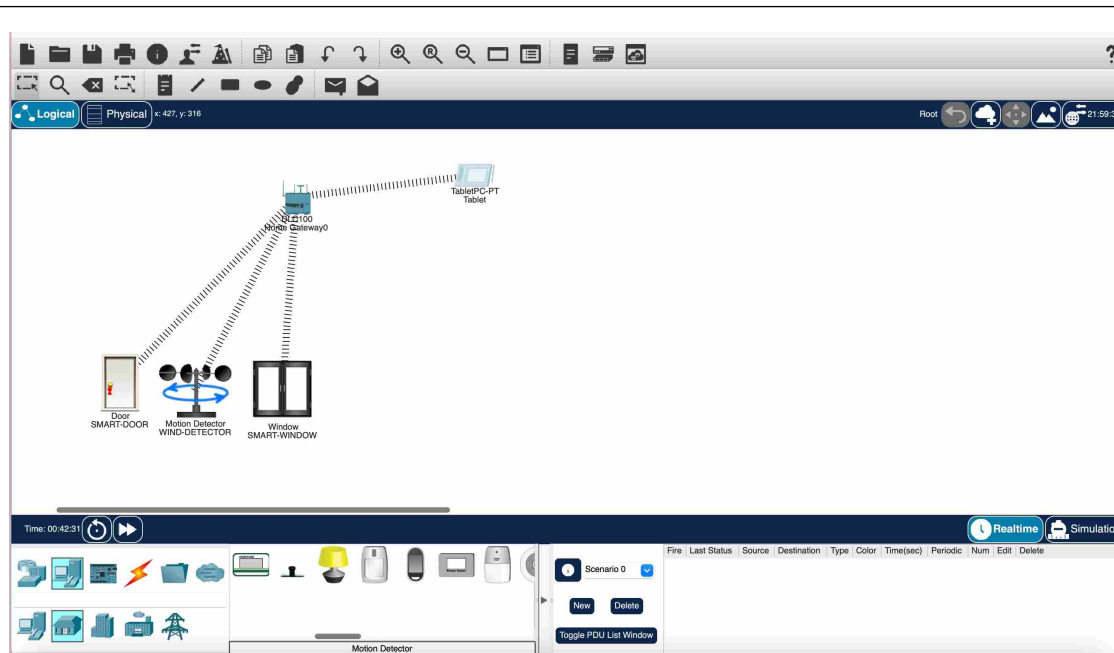 ?
Logical
Physical
x: 427, y: 316
Root
21:59:3
TabletPC-PT
Tablet
DLC100
Home Gateway0
Door
SMART-DOOR
Motion Detector
WIND-DETECTOR
Window
SMART-WINDOW
Time: 00:42:31
Realtime
Simulatio
Fire Last Status Source Destination Type Color Time(sec) Periodic Num Edit Delete
Scenario 0
New Delete
Toggle PDU List Window
Motion Detector